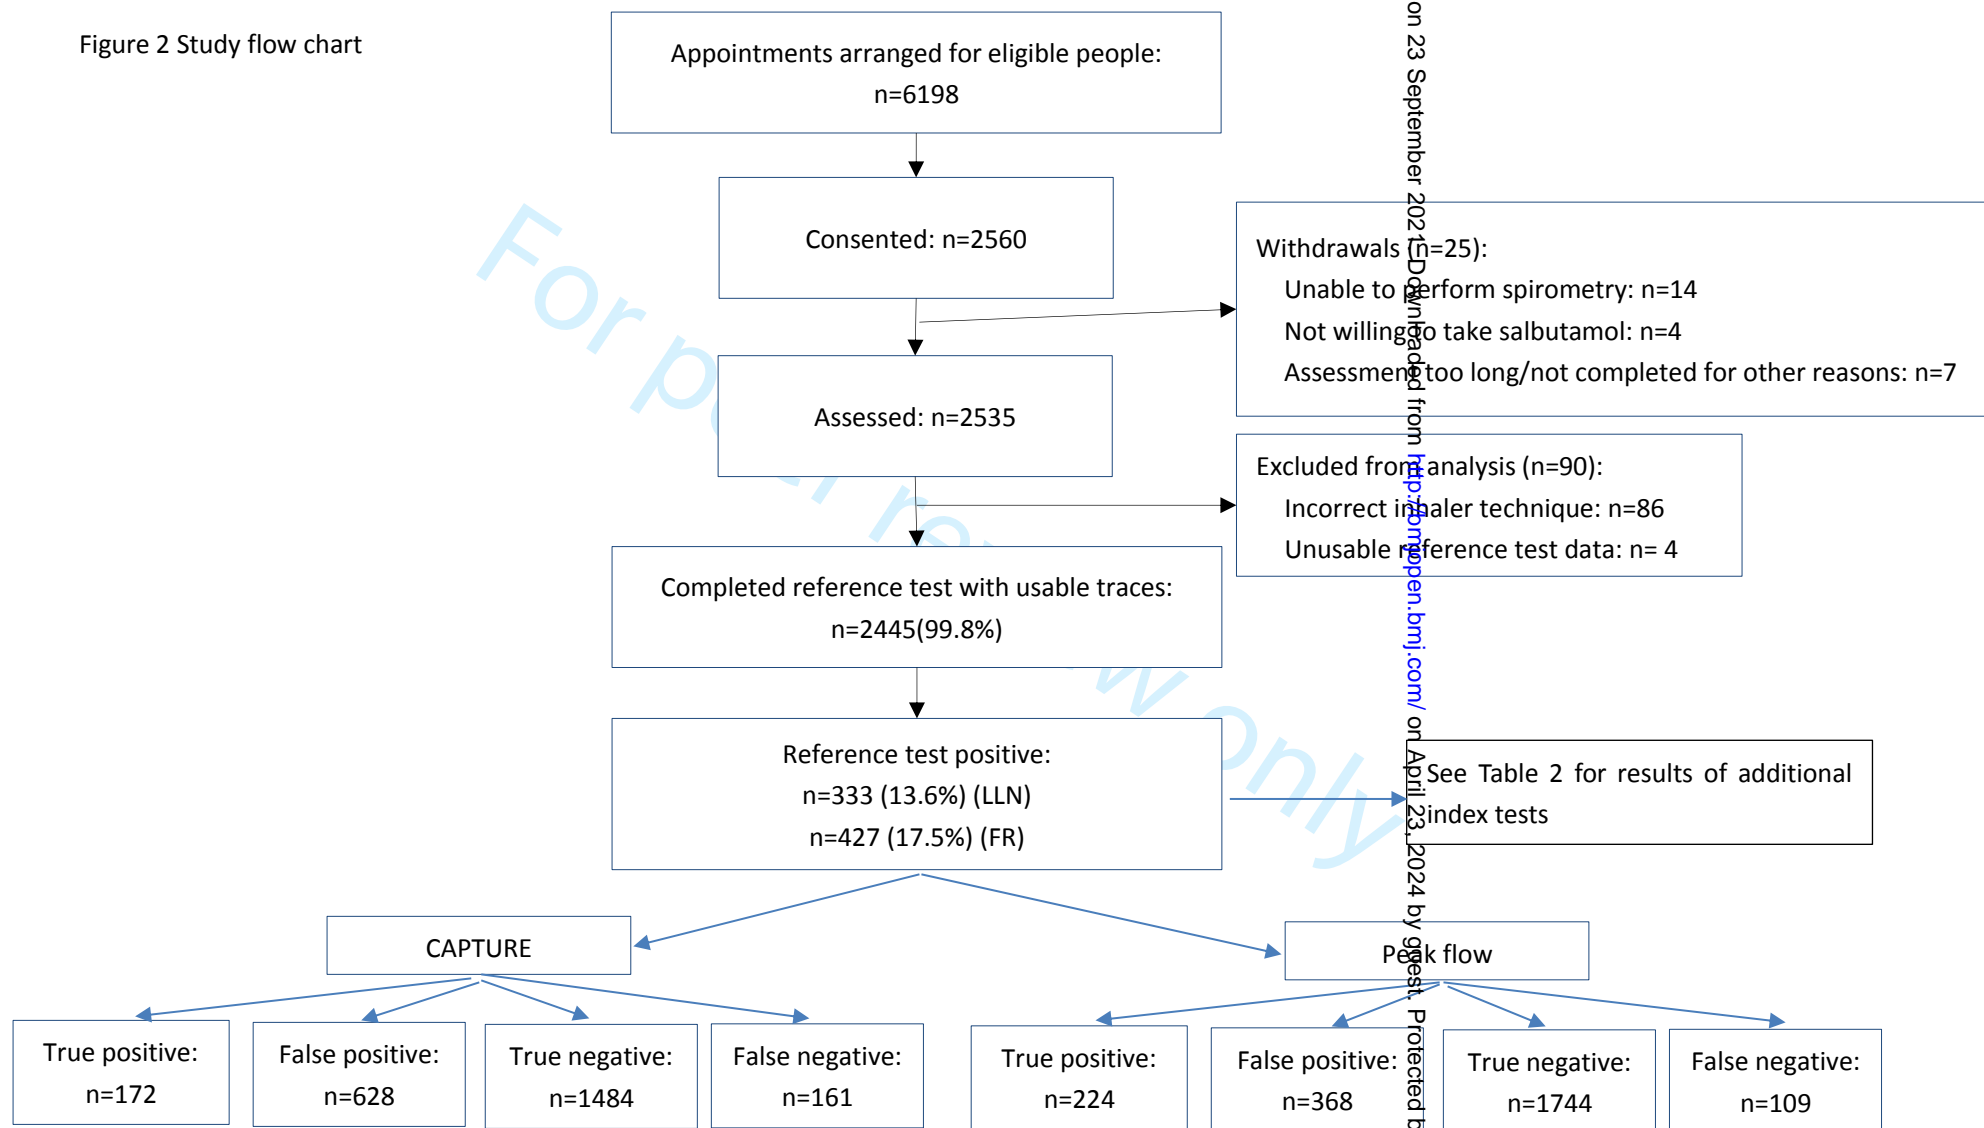 Figure 2 Study flow chart
Appointments arranged for eligible people:
n=6198
Consented: n=2560
Withdrawals (n=25):
Unable to perform spirometry: n=14
Not willing to take salbutamol: n=4
Assessment too long/not completed for other reasons: n=7
Assessed: n=2535
Excluded from analysis (n=90):
Incorrect inhaler technique: n=86
Unusable reference test data: n= 4
Completed reference test with usable traces:
n=2445(99.8%)
Reference test positive:
n=333 (13.6%) (LLN)
n=427 (17.5%) (FR)
See Table 2 for results of additional
index tests
CAPTURE
Peak flow
True positive:
n=172
False positive:
n=628
True negative:
n=1484
False negative:
n=161
True positive:
n=224
False positive:
n=368
True negative:
n=1744
False negative:
n=109
For peer review only
on 23 September 2021. Downloaded from http://bmjopen.bmj.com/ on April 23, 2024 by guest. Protected b